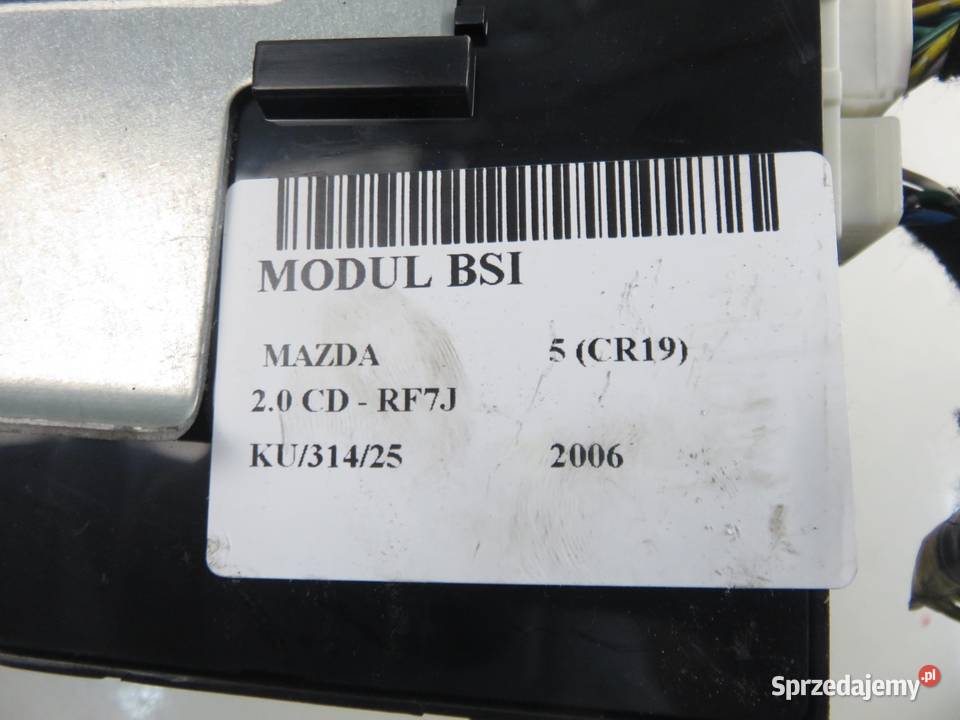 MODUL BSI
MAZDA 5 (CR19)
2.0 CD - RF7J
KU/314/25 2006
Sprzedajemy.pl